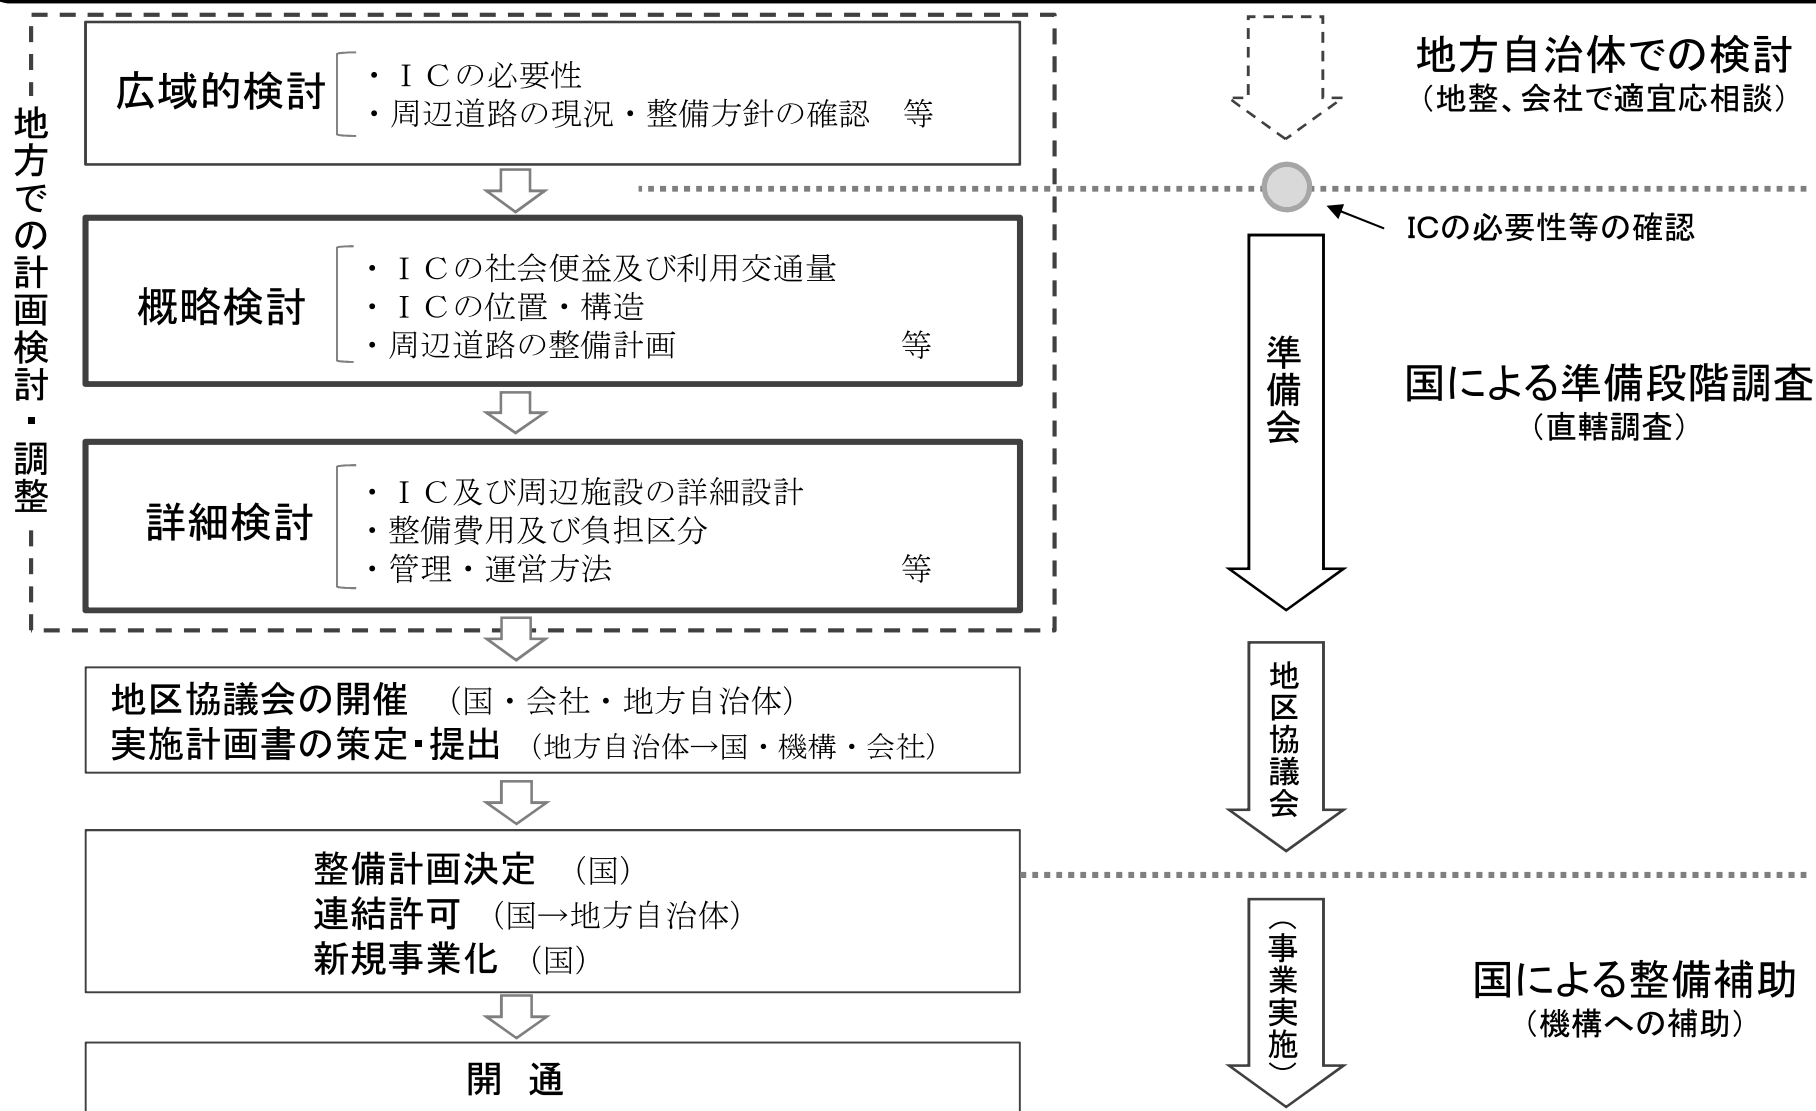 地方での計画検討・調整
広域的検討
・ＩＣの必要性
・周辺道路の現況・整備方針の確認　等
概略検討
・ＩＣの社会便益及び利用交通量
・ＩＣの位置・構造
・周辺道路の整備計画　等
詳細検討
・ＩＣ及び周辺施設の詳細設計
・整備費用及び負担区分
・管理・運営方法　等
地区協議会の開催　（国・会社・地方自治体）
実施計画書の策定・提出　（地方自治体→国・機構・会社）
整備計画決定　（国）
連結許可　（国→地方自治体）
新規事業化　（国）
開　通
地方自治体での検討
（地整、会社で適宜応相談）
ICの必要性等の確認
準備会
国による準備段階調査
（直轄調査）
地区協議会
（事業実施）
国による整備補助
（機構への補助）